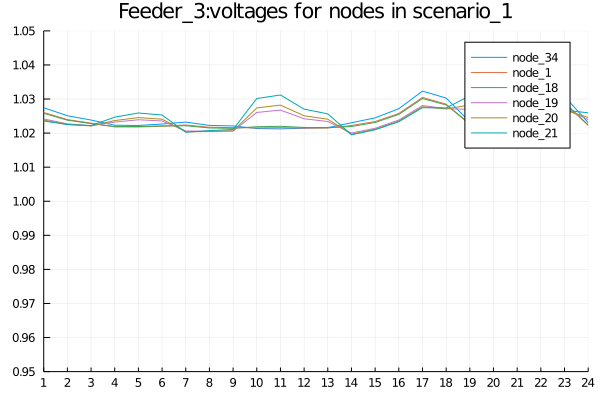 Feeder_3:voltages for nodes in scenario_1
1.05
1.04
1.03
1.02
1.01
1.00
0.99
0.98
0.97
0.96
0.95
node_34
node_1
node_18
node_19
node_20
node_21
1 2 3 4 5 6 7 8 9 10 11 12 13 14 15 16 17 18 19 20 21 22 23 24